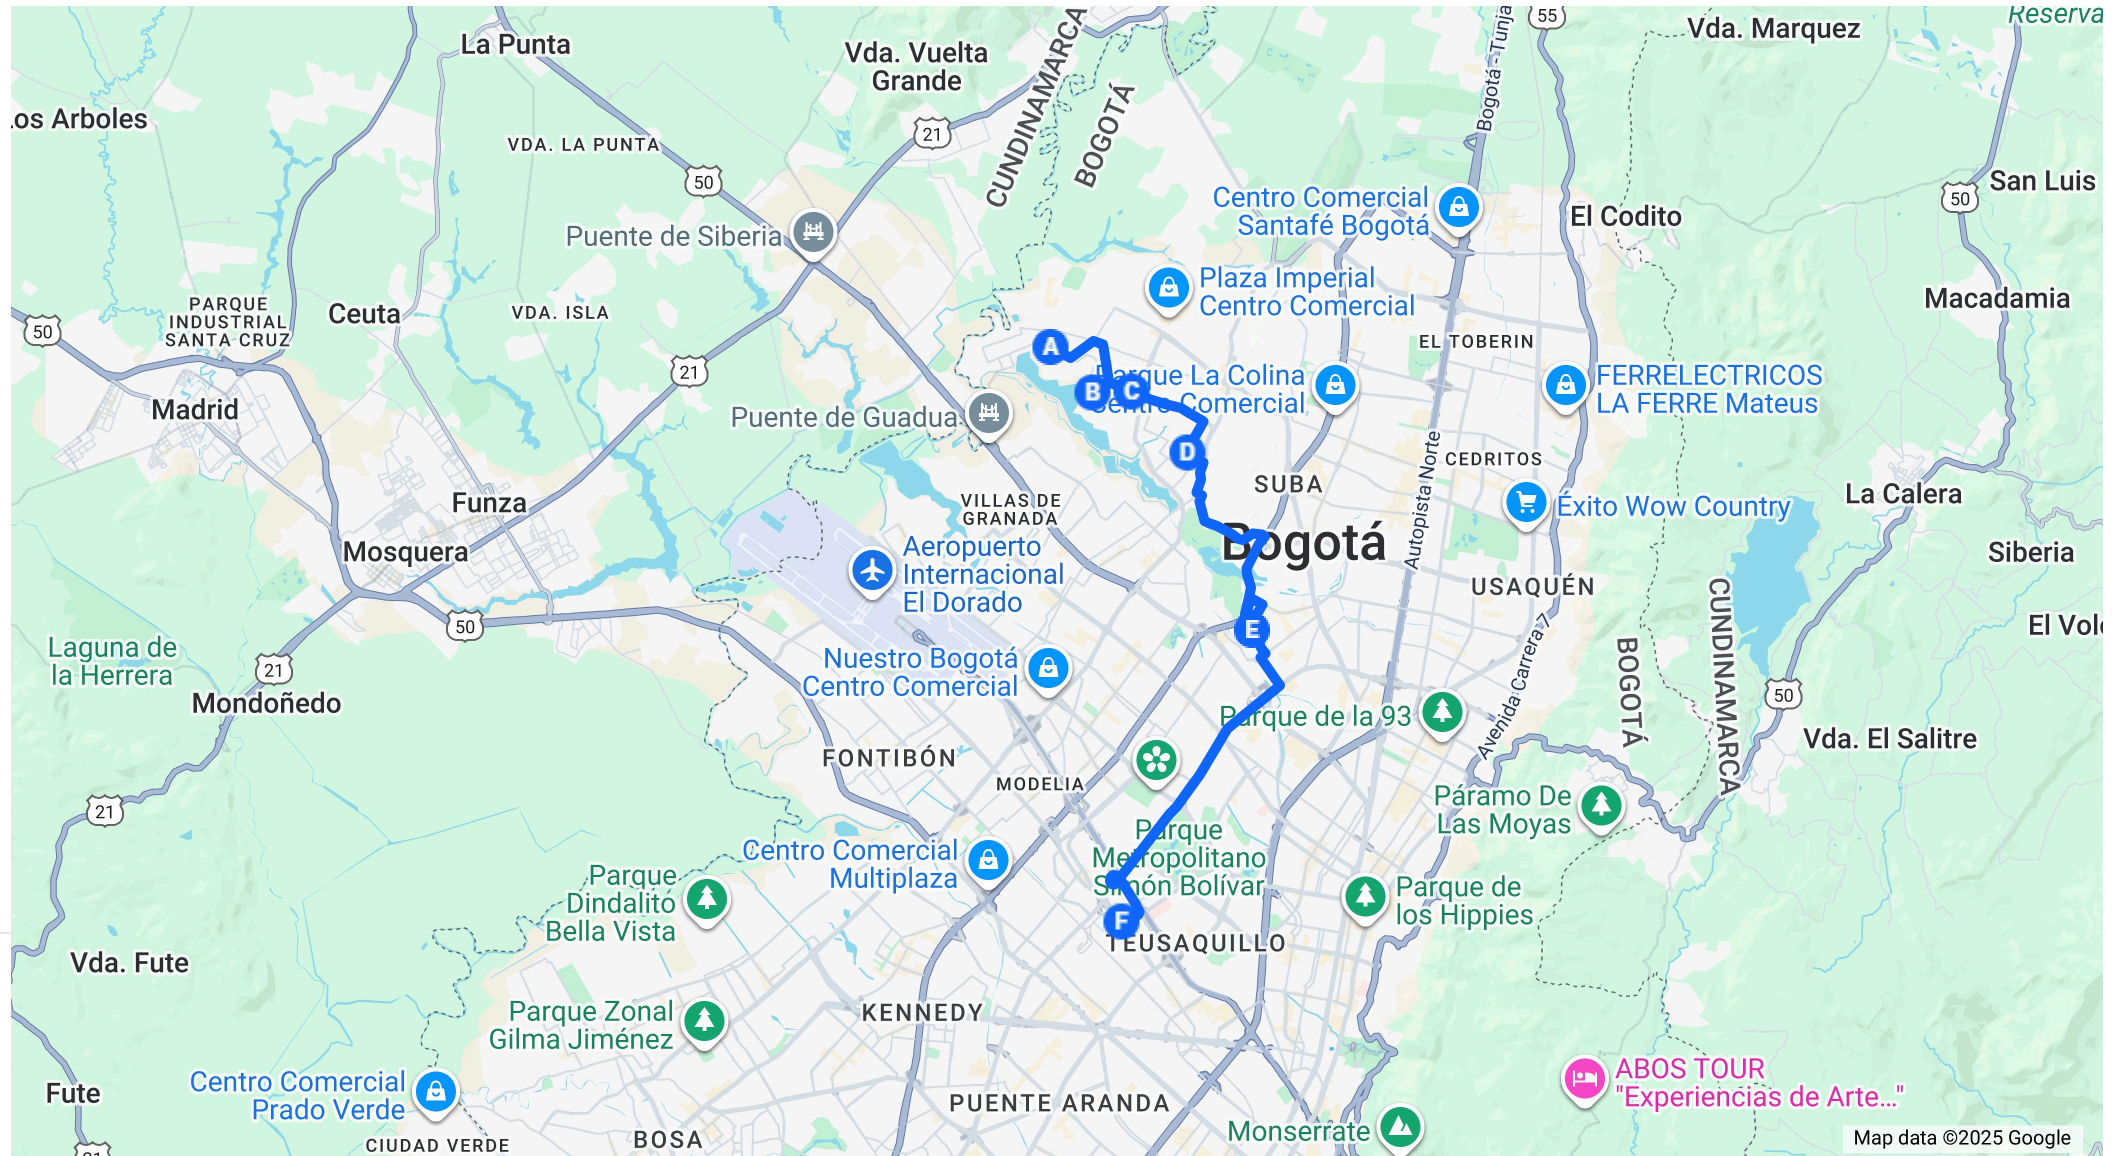 La Punta
Vda. Vuelta
Grande
CUNDINAMARCA
BOGOTÁ
Bogotá -Tunja
55
Vda. Marquez
Reserva
Los Arboles
VDA. LA PUNTA
21
50
San Luis
50
Centro Comercial
Santafé Bogotá
El Codito
Puente de Siberia
Plaza Imperial
Centro Comercial
PARQUE
INDUSTRIAL
SANTA CRUZ
Ceuta
VDA. ISLA
Macadamia
50
A
EL TOBERIN
21
B
C
Parque La Colina
Centro Comercial
FERRELECTRICOS
LA FERRE Mateus
Madrid
Puente de Guadua
D
Autopista Norte
CEDRITOS
SUBA
Funza
VILLAS DE
GRANADA
Éxito Wow Country
La Calera
Mosquera
Bogotá
Aeropuerto
Internacional
El Dorado
Siberia
USAQUÉN
CUNDINAMARCA
50
E
El Volc
Laguna de
la Herrera
21
Nuestro Bogotá
Centro Comercial
Avenida Carrera 7
BOGOTÁ
50
Mondoñedo
Parque de la 93
Vda. El Salitre
FONTIBÓN
MODELIA
21
Páramo De
Las Moyas
Parque
Metropolitano
Simón Bolívar
Centro Comercial
Multiplaza
Parque
Dindalito
Bella Vista
Parque de
los Hippies
F
TEUSAQUILLO
Vda. Fute
KENNEDY
Parque Zonal
Gilma Jiménez
ABOS TOUR
"Experiencias de Arte..."
Centro Comercial
Prado Verde
Fute
PUENTE ARANDA
Monserrate
BOSA
CIUDAD VERDE
21
Map data ©2025 Google